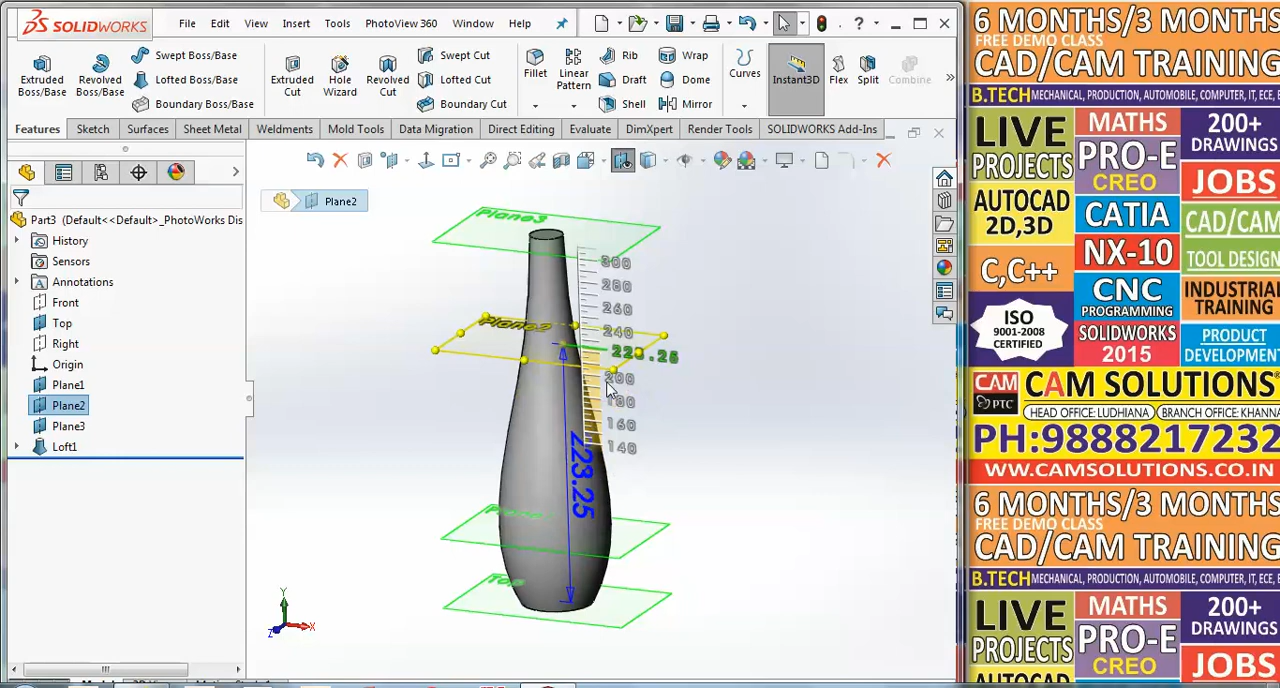 SOLIDWORKS
File Edit View Insert Tools PhotoView 360 Window Help
Extruded Boss/Base
Revolved Boss/Base
Swept Boss/Base
Lofted Boss/Base
Boundary Boss/Base
Extruded Cut
Hole Wizard
Revolved Cut
Swept Cut
Lofted Cut
Boundary Cut
Fillet
Linear Pattern
Rib
Draft
Shell
Wrap
Dome
Mirror
Curves
Instant3D
Flex
Split
Combine
Features Sketch Surfaces Sheet Metal Weldments Mold Tools Data Migration Direct Editing Evaluate DimXpert Render Tools SOLIDWORKS Add-Ins
Plane2
Part3 (Default<<Default>_PhotoWorks Dis
History
Sensors
Annotations
Front
Top
Right
Origin
Plane1
Plane2
Plane3
Loft1
Plane3
300
280
260
240
Plane2
223.25
200
180
160
140
223.25
Top
Y
X
Z
6 MONTHS/3 MONTHS
FREE DEMO CLASS
CAD/CAM TRAINING
B.TECH MECHANICAL, PRODUCTION, AUTOMOBILE, COMPUTER, IT, ECE,
LIVE PROJECTS
MATHS
PRO-E
CREO
200+
DRAWINGS
JOBS
AUTOCAD
2D,3D
CATIA
CAD/CAM
TOOL DESIGN
C,C++
NX-10
CNC
PROGRAMMING
INDUSTRIAL
TRAINING
ISO
9001-2008
CERTIFIED
SOLIDWORKS
2015
PRODUCT
DEVELOPMENT
CAM
PTC
CAM SOLUTIONS
HEAD OFFICE: LUDHIANA BRANCH OFFICE: KHANNA
PH:9888217232
WWW.CAMSOLUTIONS.CO.IN
6 MONTHS/3 MONTHS
FREE DEMO CLASS
CAD/CAM TRAINING
B.TECH MECHANICAL, PRODUCTION, AUTOMOBILE, COMPUTER, IT, ECE,
LIVE PROJECTS
MATHS
PRO-E
CREO
200+
DRAWINGS
JOBS